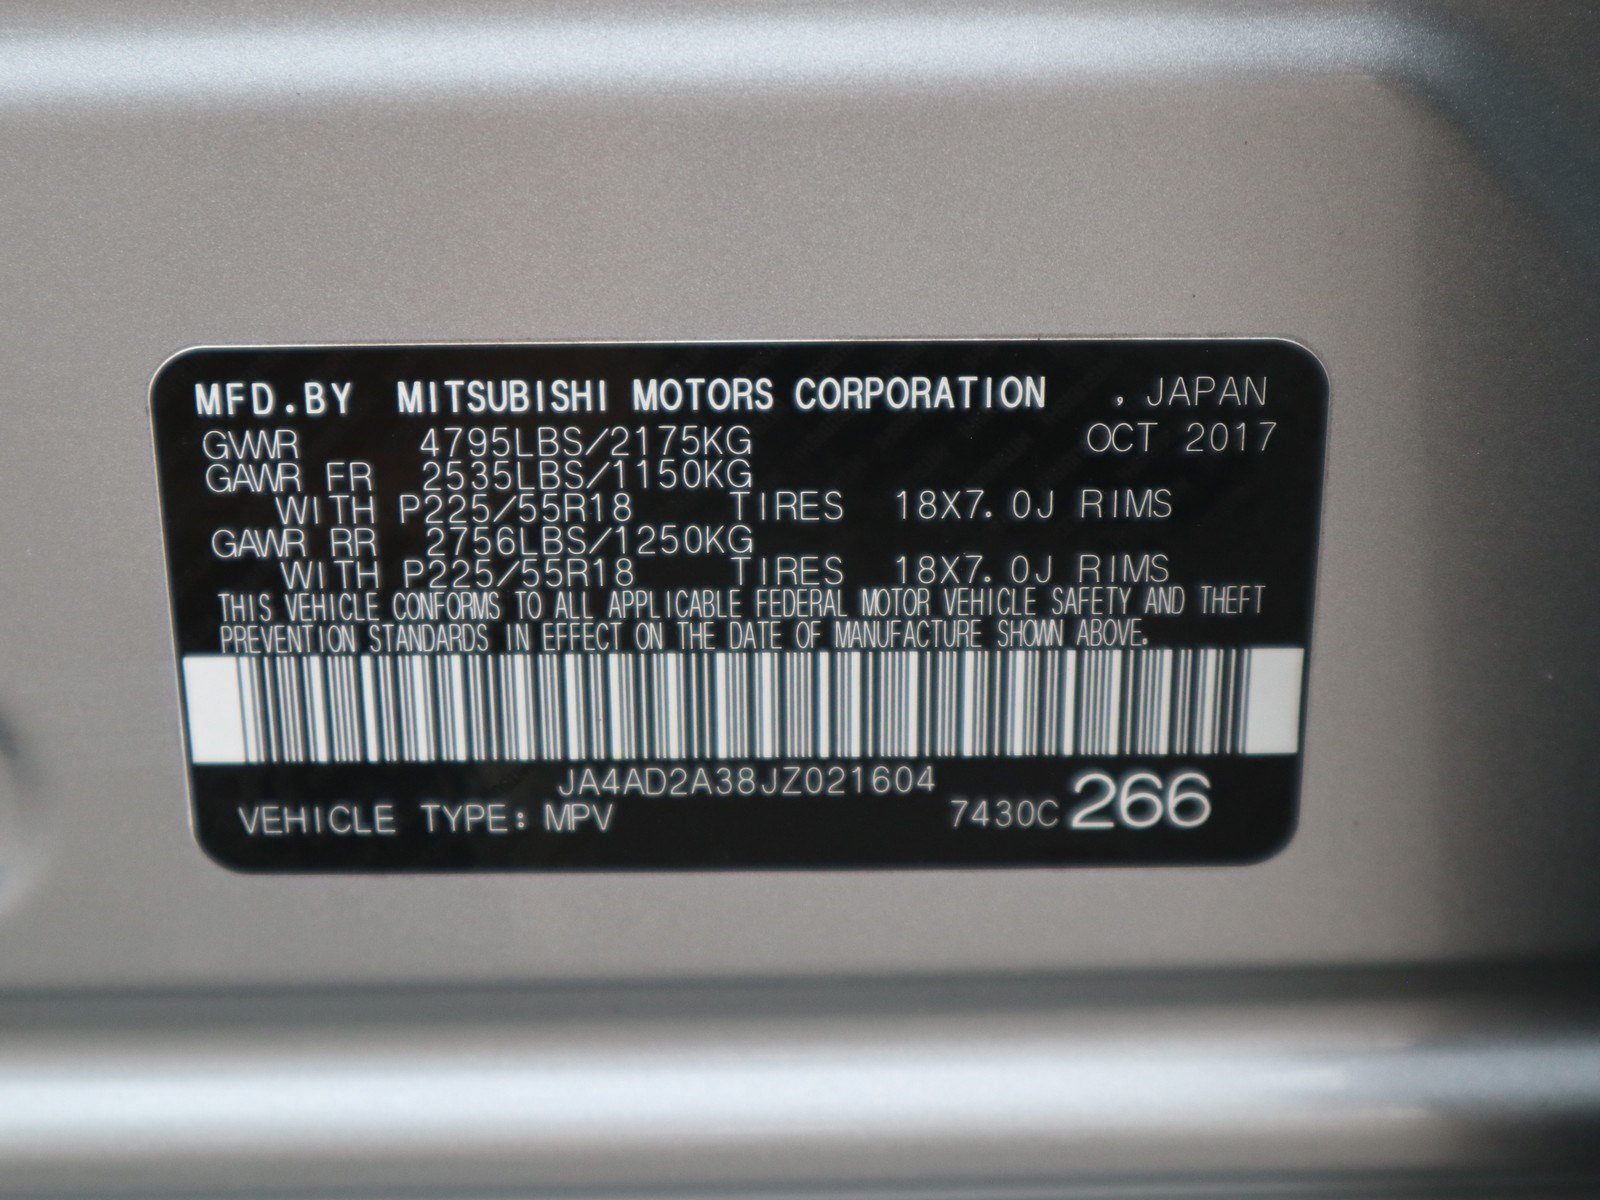 MFD.BY MITSUBISHI MOTORS CORPORATION , JAPAN
GVWR 4795LBS/2175KG OCT 2017
GAWR FR 2535LBS/1150KG
WITH P225/55R18 TIRES 18X7.0J RIMS
GAWR RR 2756LBS/1250KG
WITH P225/55R18 TIRES 18X7.0J RIMS
THIS VEHICLE CONFORMS TO ALL APPLICABLE FEDERAL MOTOR VEHICLE SAFETY AND THEFT
PREVENTION STANDARDS IN EFFECT ON THE DATE OF MANUFACTURE SHOWN ABOVE.
JA4AD2A38JZ021604
VEHICLE TYPE: MPV 7430C 266